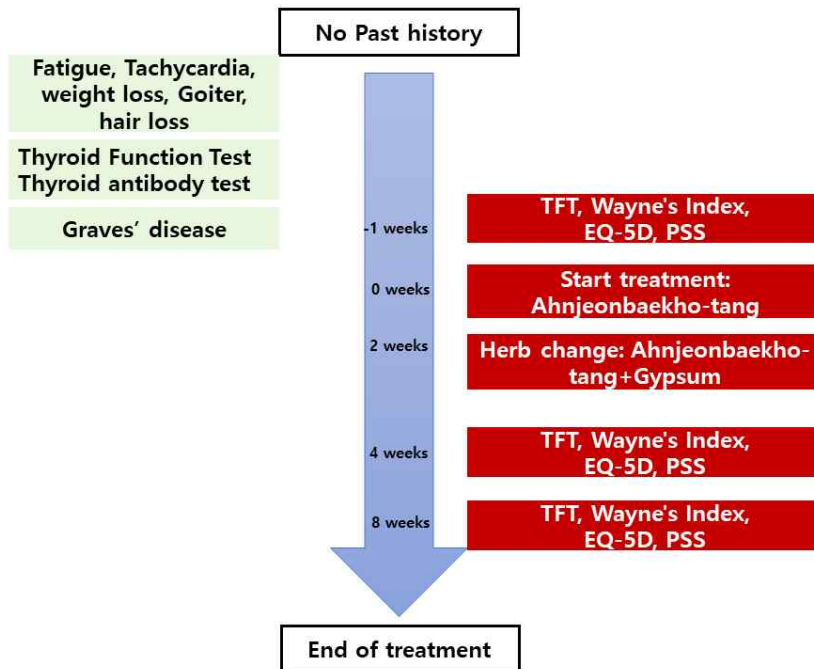 No Past history
Fatigue, Tachycardia,
weight loss, Goiter,
hair loss
Thyroid Function Test
Thyroid antibody test
Graves’ disease
-1 weeks
TFT, Wayne's Index,
EQ-5D, PSS
0 weeks
Start treatment:
Ahnjeonbaekho-tang
2 weeks
Herb change: Ahnjeonbaekho-
tang+Gypsum
4 weeks
TFT, Wayne's Index,
EQ-5D, PSS
8 weeks
TFT, Wayne's Index,
EQ-5D, PSS
End of treatment